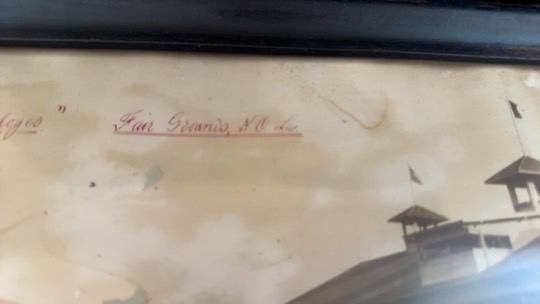 " Fair Grounds, N O La.